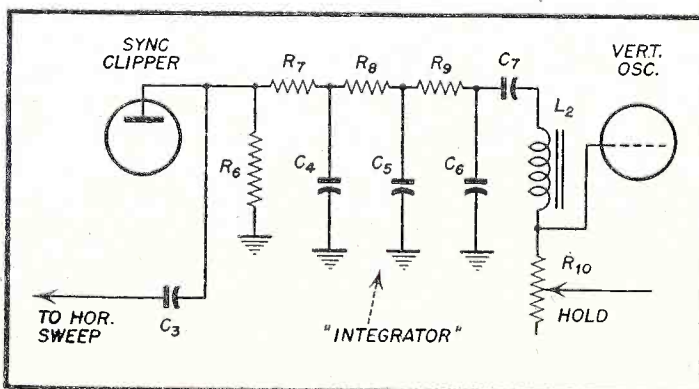 SYNC
CLIPPER
R7
R8
R9
C7
VERT.
OSC.
L2
R6
C4
C5
C6
R10
HOLD
TO HOR.
SWEEP
C3
"INTEGRATOR"